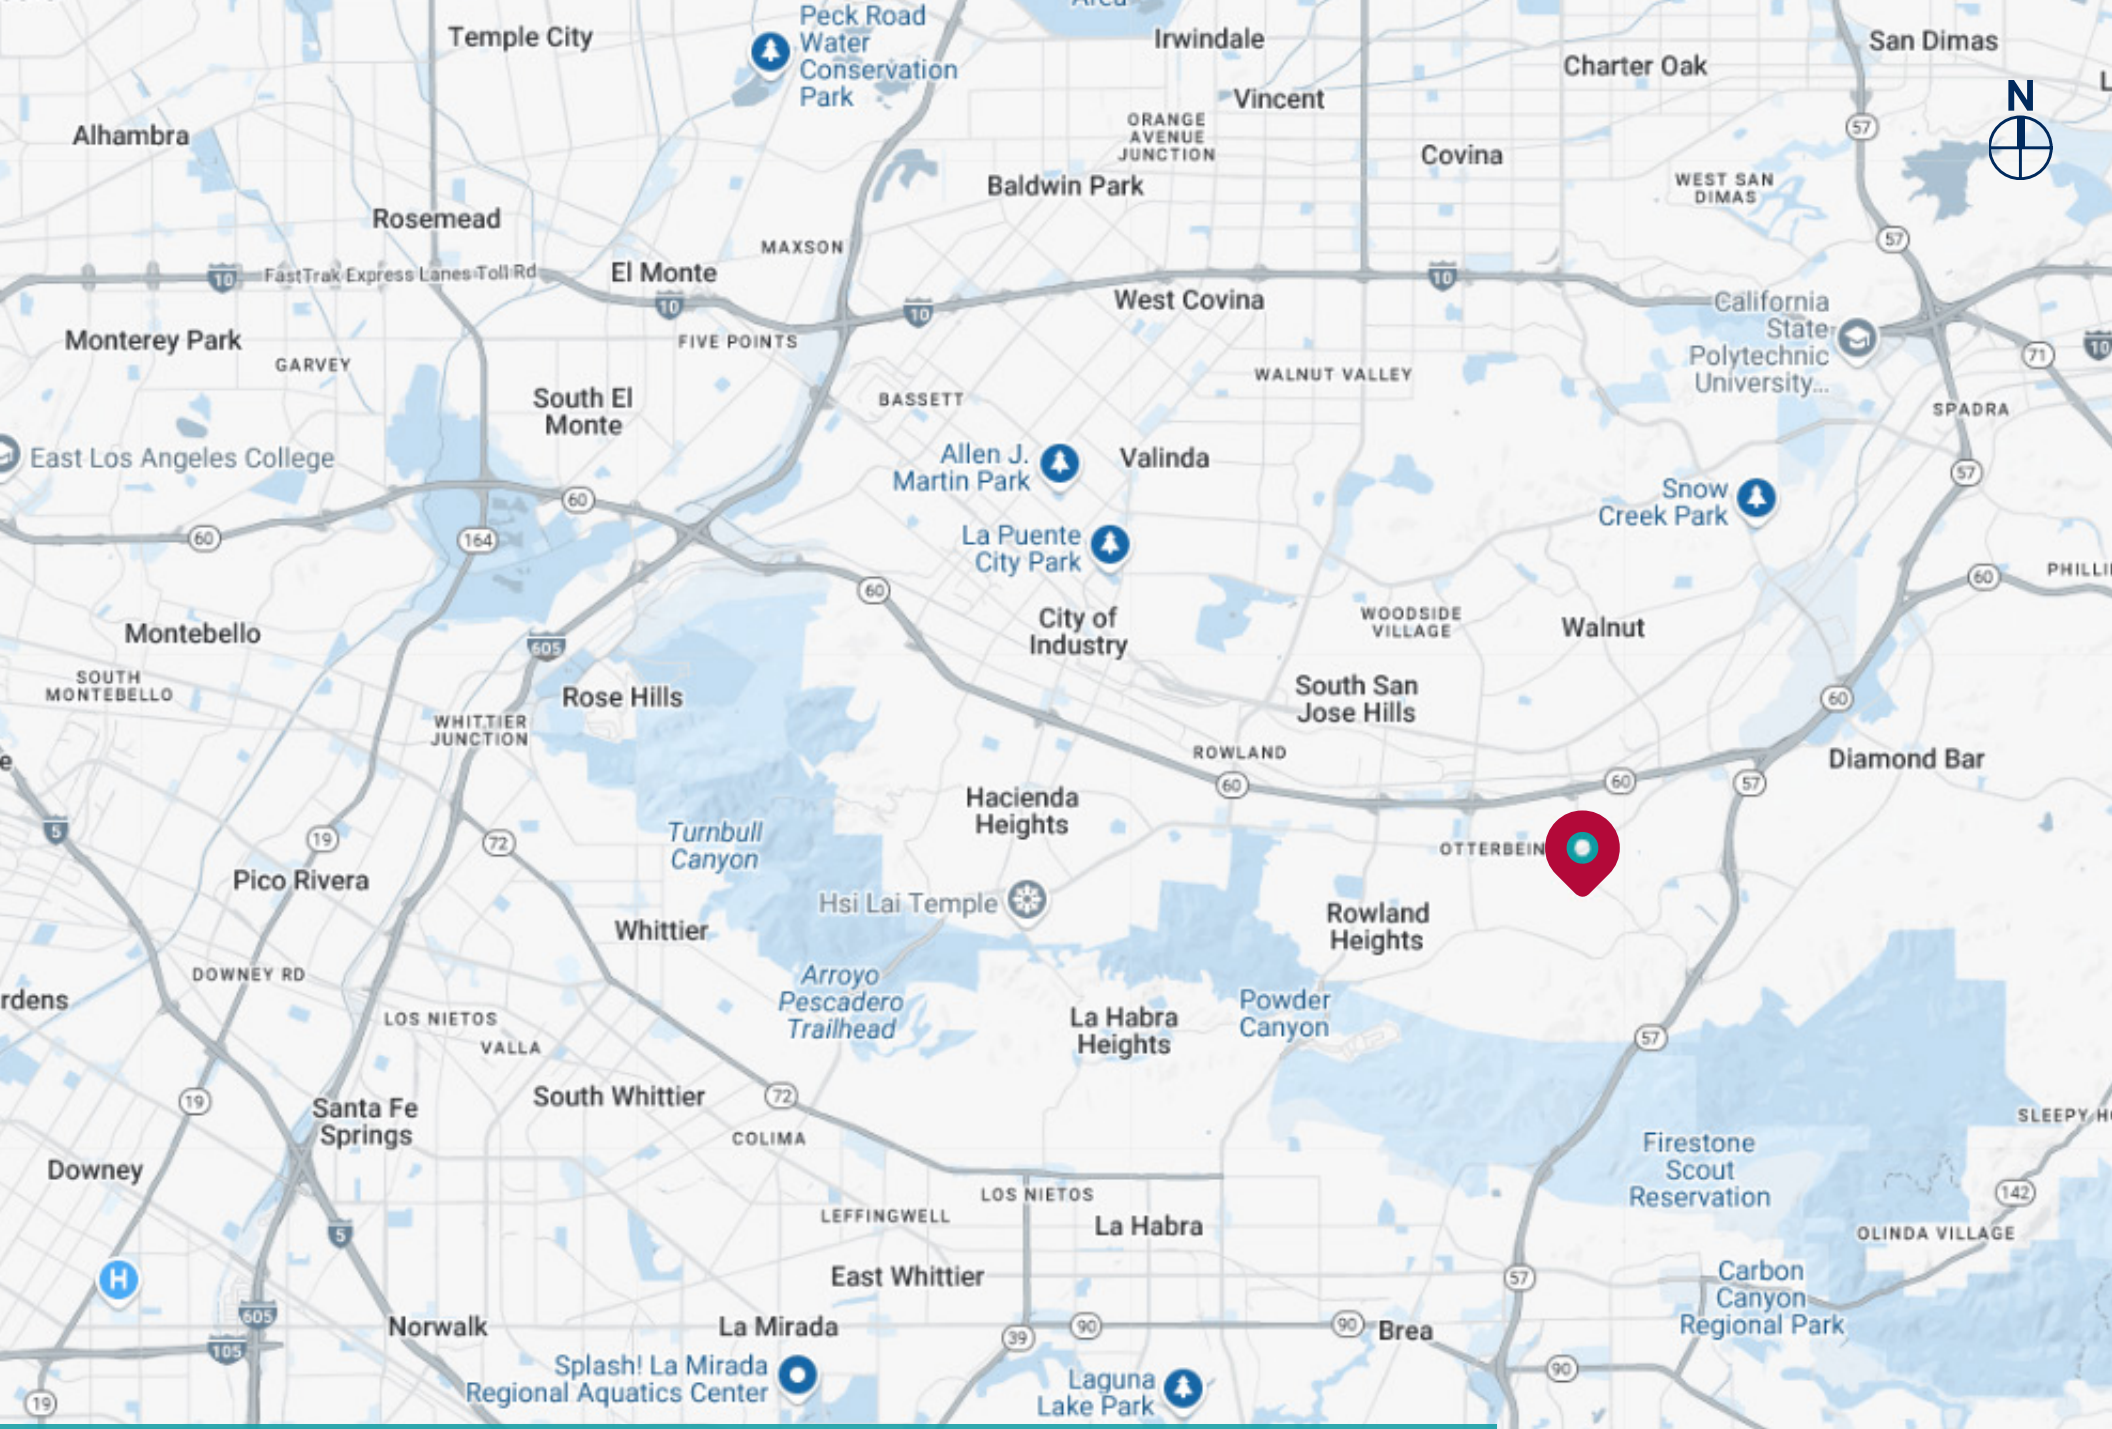 Temple City
Peck Road
Water
Conservation
Park
Area
Irwindale
Charter Oak
San Dimas
N
Vincent
Alhambra
ORANGE
AVENUE
JUNCTION
57
Covina
Baldwin Park
WEST SAN
DIMAS
Rosemead
MAXSON
57
10
FasTrak Express Lanes Toll Rd
El Monte
10
10
West Covina
10
California
State
Polytechnic
University...
71
10
Monterey Park
GARVEY
FIVE POINTS
WALNUT VALLEY
South El
Monte
BASSETT
SPADRA
East Los Angeles College
Allen J.
Martin Park
Valinda
57
Snow
Creek Park
60
60
164
La Puente
City Park
60
60
PHILLI
City of
Industry
WOODSIDE
VILLAGE
Walnut
Montebello
605
SOUTH
MONTEBELLO
Rose Hills
South San
Jose Hills
60
WHITTIER
JUNCTION
ROWLAND
Diamond Bar
e
60
60
57
Hacienda
Heights
5
19
72
Turnbull
Canyon
OTTERBEIN
Pico Rivera
Hsi Lai Temple
Rowland
Heights
Whittier
DOWNEY RD
Arroyo
Pescadero
Trailhead
rdens
LOS NIETOS
La Habra
Heights
Powder
Canyon
57
VALLA
19
Santa Fe
Springs
South Whittier
72
COLIMA
SLEEPY H
Firestone
Scout
Reservation
Downey
LOS NIETOS
142
LEFFINGWELL
La Habra
OLINDA VILLAGE
5
H
East Whittier
57
Carbon
Canyon
Regional Park
605
Norwalk
La Mirada
39
90
90
Brea
105
Splash! La Mirada
Regional Aquatics Center
Laguna
Lake Park
90
19